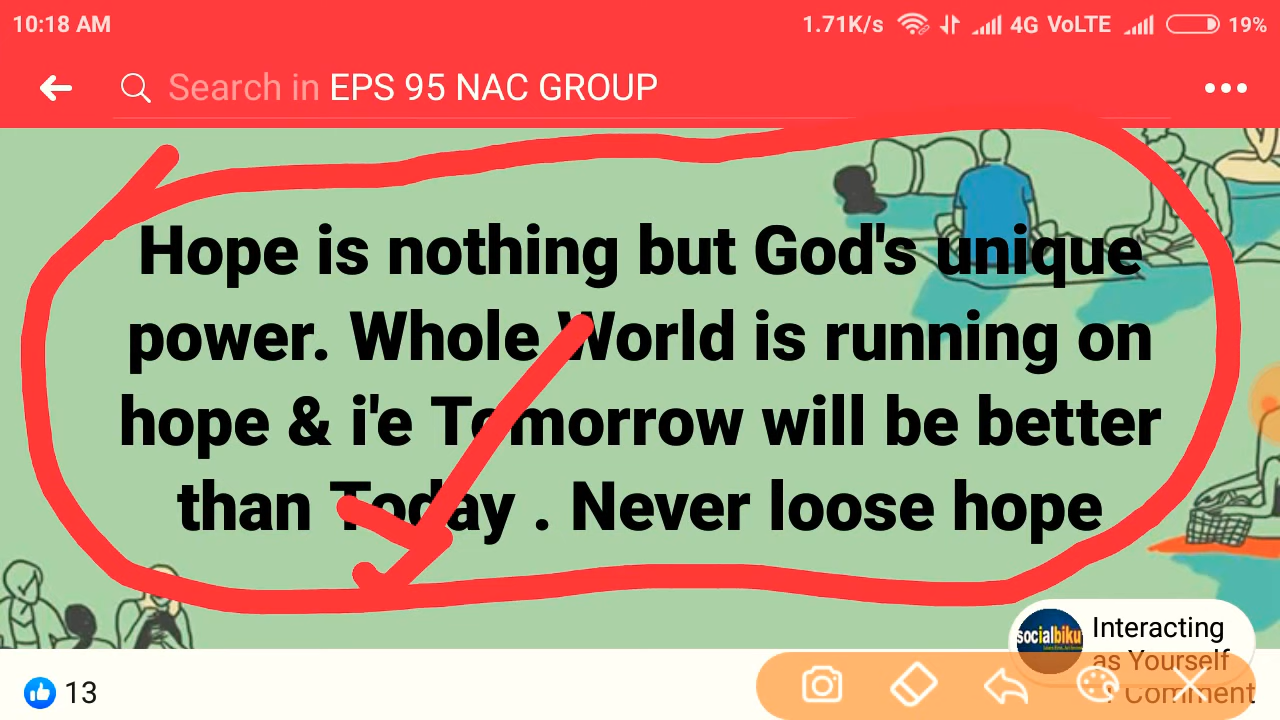 10:18 AM 1.71K/s 4G VoLTE 19%
Search in EPS 95 NAC GROUP
Hope is nothing but God's unique
power. Whole World is running on
hope & i'e Tomorrow will be better
than Today . Never loose hope
socialbiku
Interacting
as Yourself
13
Comment